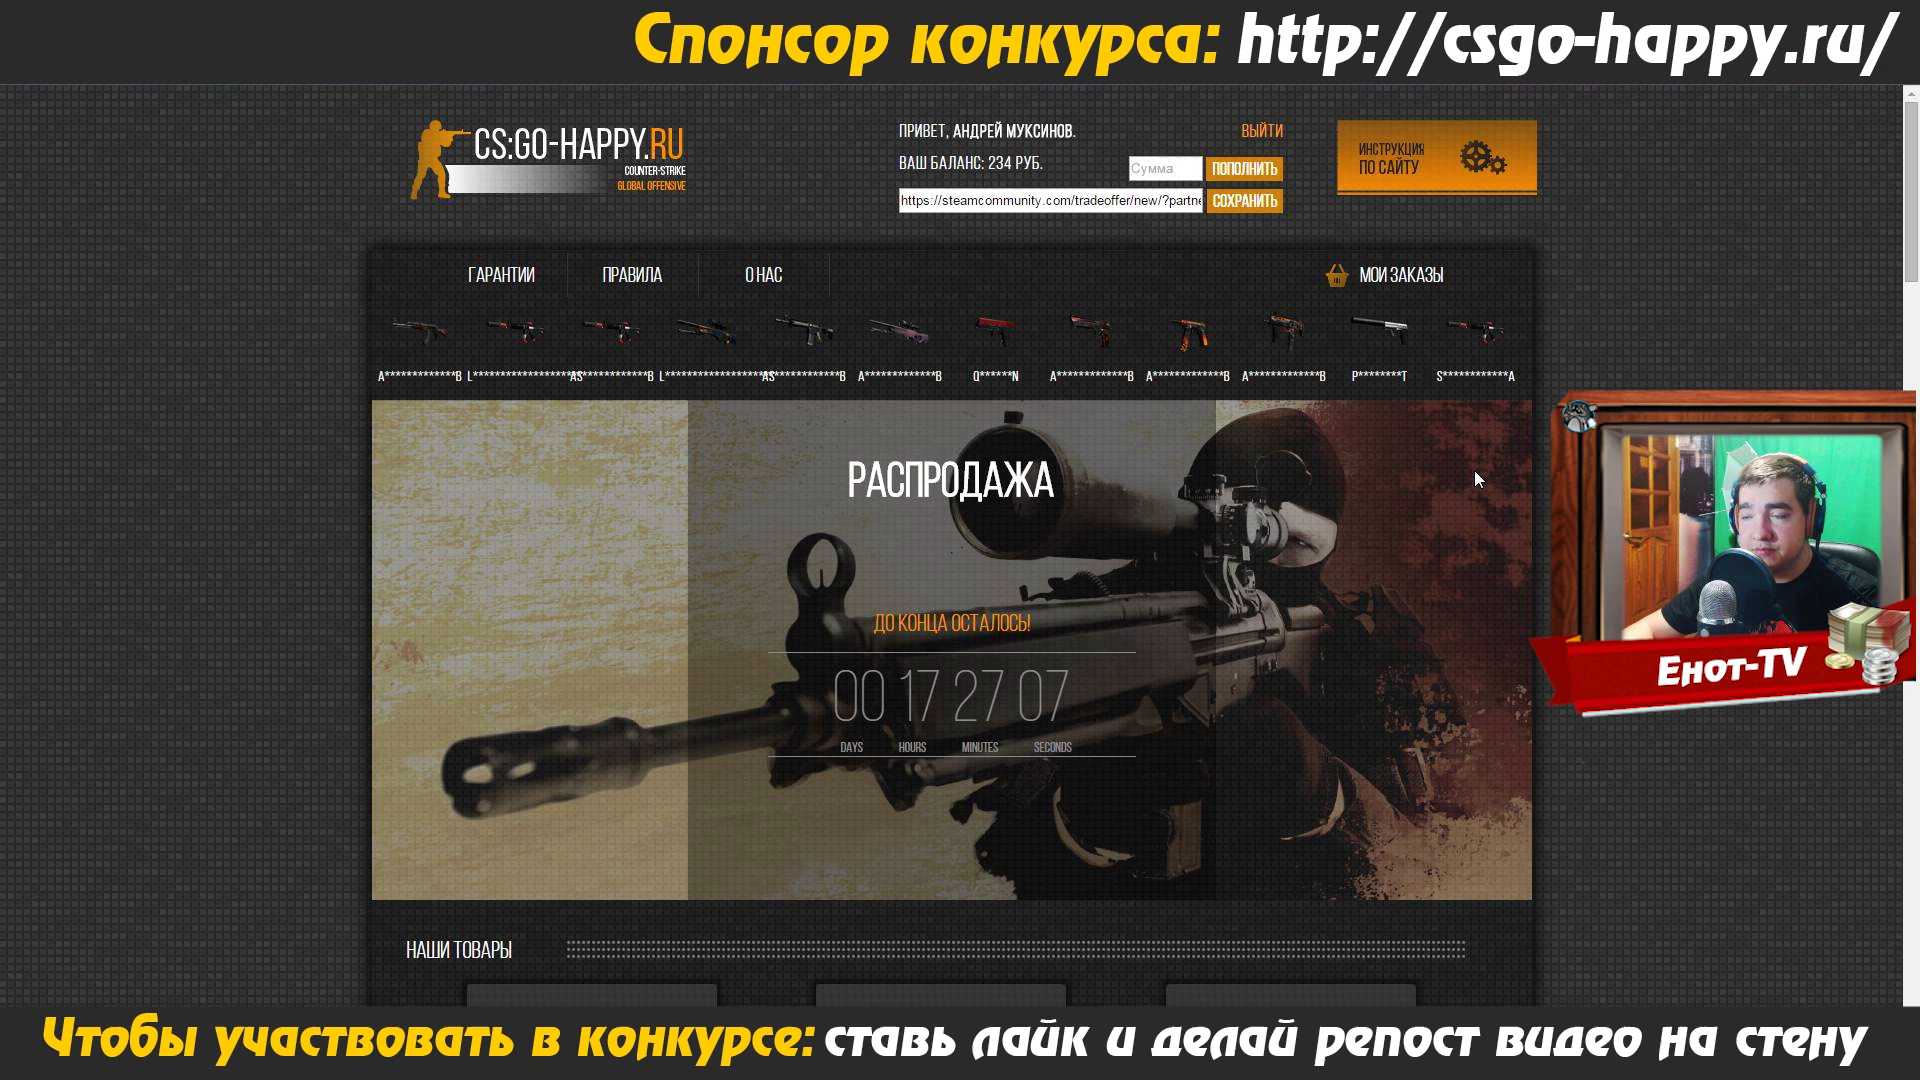 Спонсор конкурса: http://csgo-happy.ru/
CS:GO-HAPPY.RU
COUNTER-STRIKE
GLOBAL OFFENSIVE
ПРИВЕТ, АНДРЕЙ МУКСИНОВ.
ВЫЙТИ
ВАШ БАЛАНС: 234 РУБ.
Сумма
ПОПОЛНИТЬ
https://steamcommunity.com/tradeoffer/new/?partne
СОХРАНИТЬ
ИНСТРУКЦИЯ
ПО САЙТУ
ГАРАНТИИ
ПРАВИЛА
О НАС
МОИ ЗАКАЗЫ
A*************B
Q******N
A*************B
A*************B
A*************B
P********T
S************A
РАСПРОДАЖА
ДО КОНЦА ОСТАЛОСЬ!
00 17 27 07
DAYS HOURS MINUTES SECONDS
Енот-TV
НАШИ ТОВАРЫ
Чтобы участвовать в конкурсе: ставь лайк и делай репост видео на стену